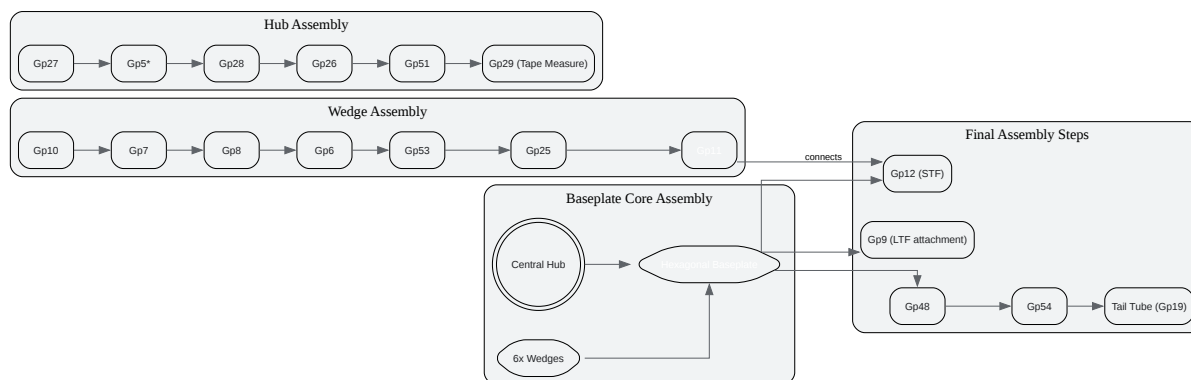 Hub Assembly
Gp27
Gp5*
Gp28
Gp26
Gp51
Gp29 (Tape Measure)
Wedge Assembly
Gp10
Gp7
Gp8
Gp6
Gp53
Gp25
connects
Final Assembly Steps
Gp12 (STF)
Gp9 (LTF attachment)
Gp48
Gp54
Tail Tube (Gp19)
Baseplate Core Assembly
Central Hub
Hexagonal Baseplate
6x Wedges